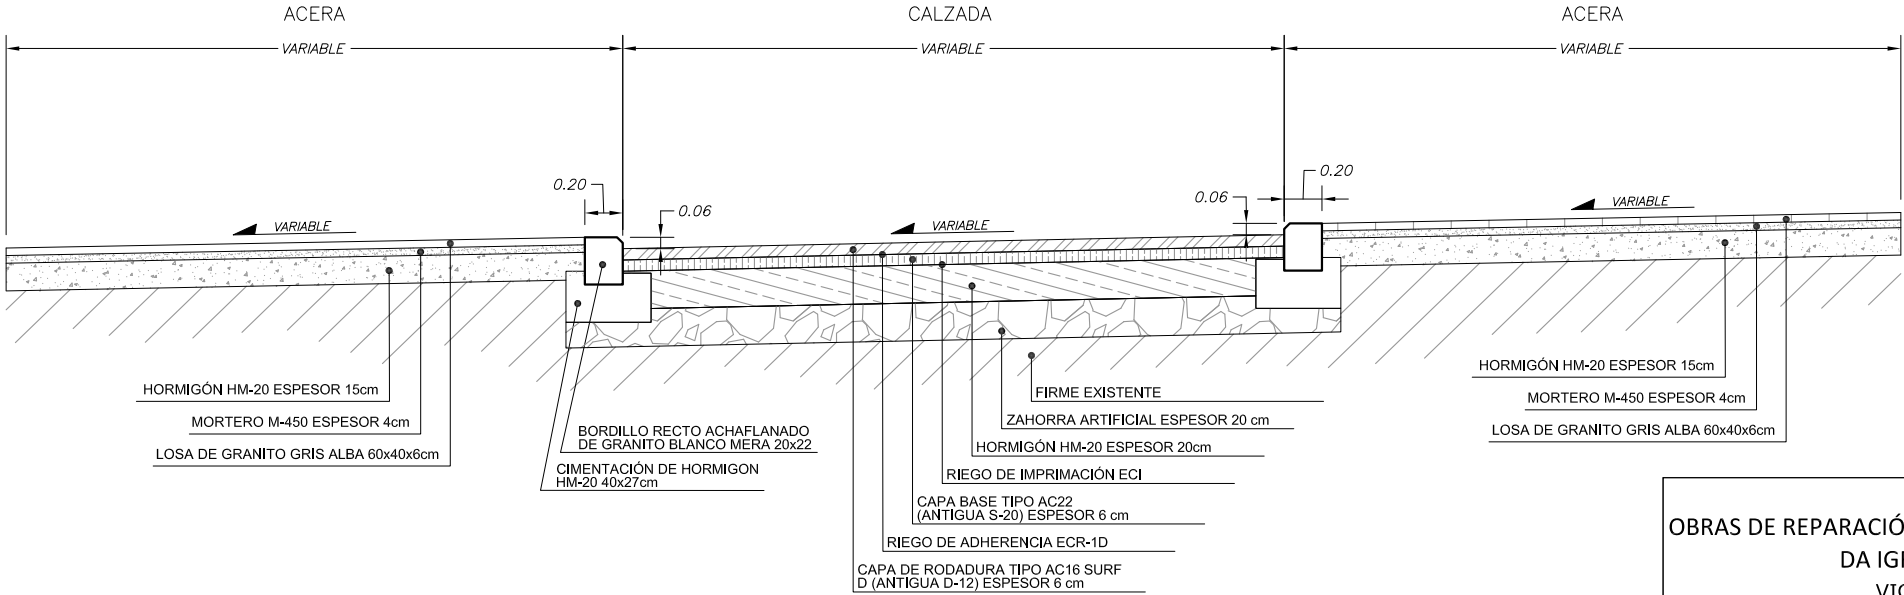 ACERA
CALZADA
ACERA
VARIABLE
VARIABLE
VARIABLE
0.20
0.06
0.06
0.20
VARIABLE
VARIABLE
VARIABLE
HORMIGÓN HM-20 ESPESOR 15cm
MORTERO M-450 ESPESOR 4cm
LOSA DE GRANITO GRIS ALBA 60x40x6cm
BORDILLO RECTO ACHAFLANADO
DE GRANITO BLANCO MERA 20x22
CIMENTACIÓN DE HORMIGON
HM-20 40x27cm
FIRME EXISTENTE
ZAHORRA ARTIFICIAL ESPESOR 20 cm
HORMIGÓN HM-20 ESPESOR 20cm
RIEGO DE IMPRIMACIÓN ECI
CAPA BASE TIPO AC22
(ANTIGUA S-20) ESPESOR 6 cm
RIEGO DE ADHERENCIA ECR-1D
CAPA DE RODADURA TIPO AC16 SURF
D (ANTIGUA D-12) ESPESOR 6 cm
HORMIGÓN HM-20 ESPESOR 15cm
MORTERO M-450 ESPESOR 4cm
LOSA DE GRANITO GRIS ALBA 60x40x6cm
OBRAS DE REPARACIÓ
DA IG